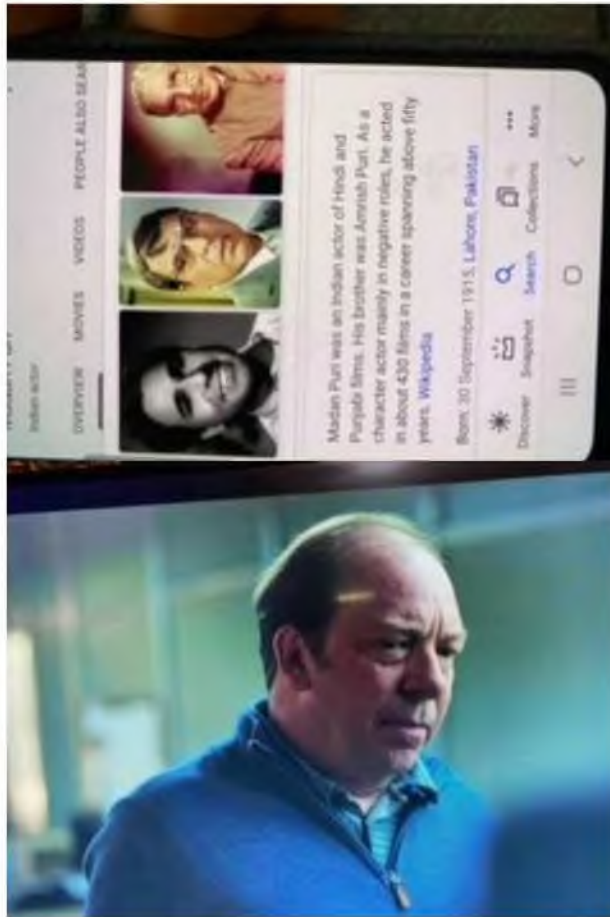 Indian actor
OVERVIEW MOVIES VIDEOS PEOPLE ALSO SEAR
Madan Puri was an Indian actor of Hindi and
Punjabi films. His brother was Amrish Puri. As a
character actor mainly in negative roles, he acted
in about 430 films in a career spanning above fifty
years. Wikipedia
Born: 30 September 1915, Lahore, Pakistan
Discover Snapshot Search Collections More